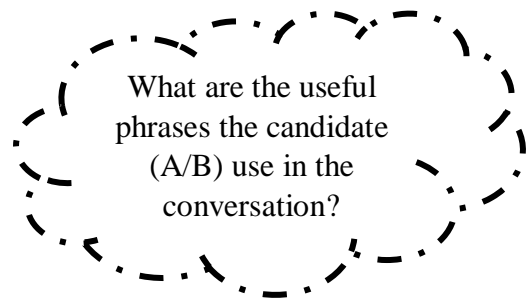 What are the useful
phrases the candidate
(A/B) use in the
conversation?